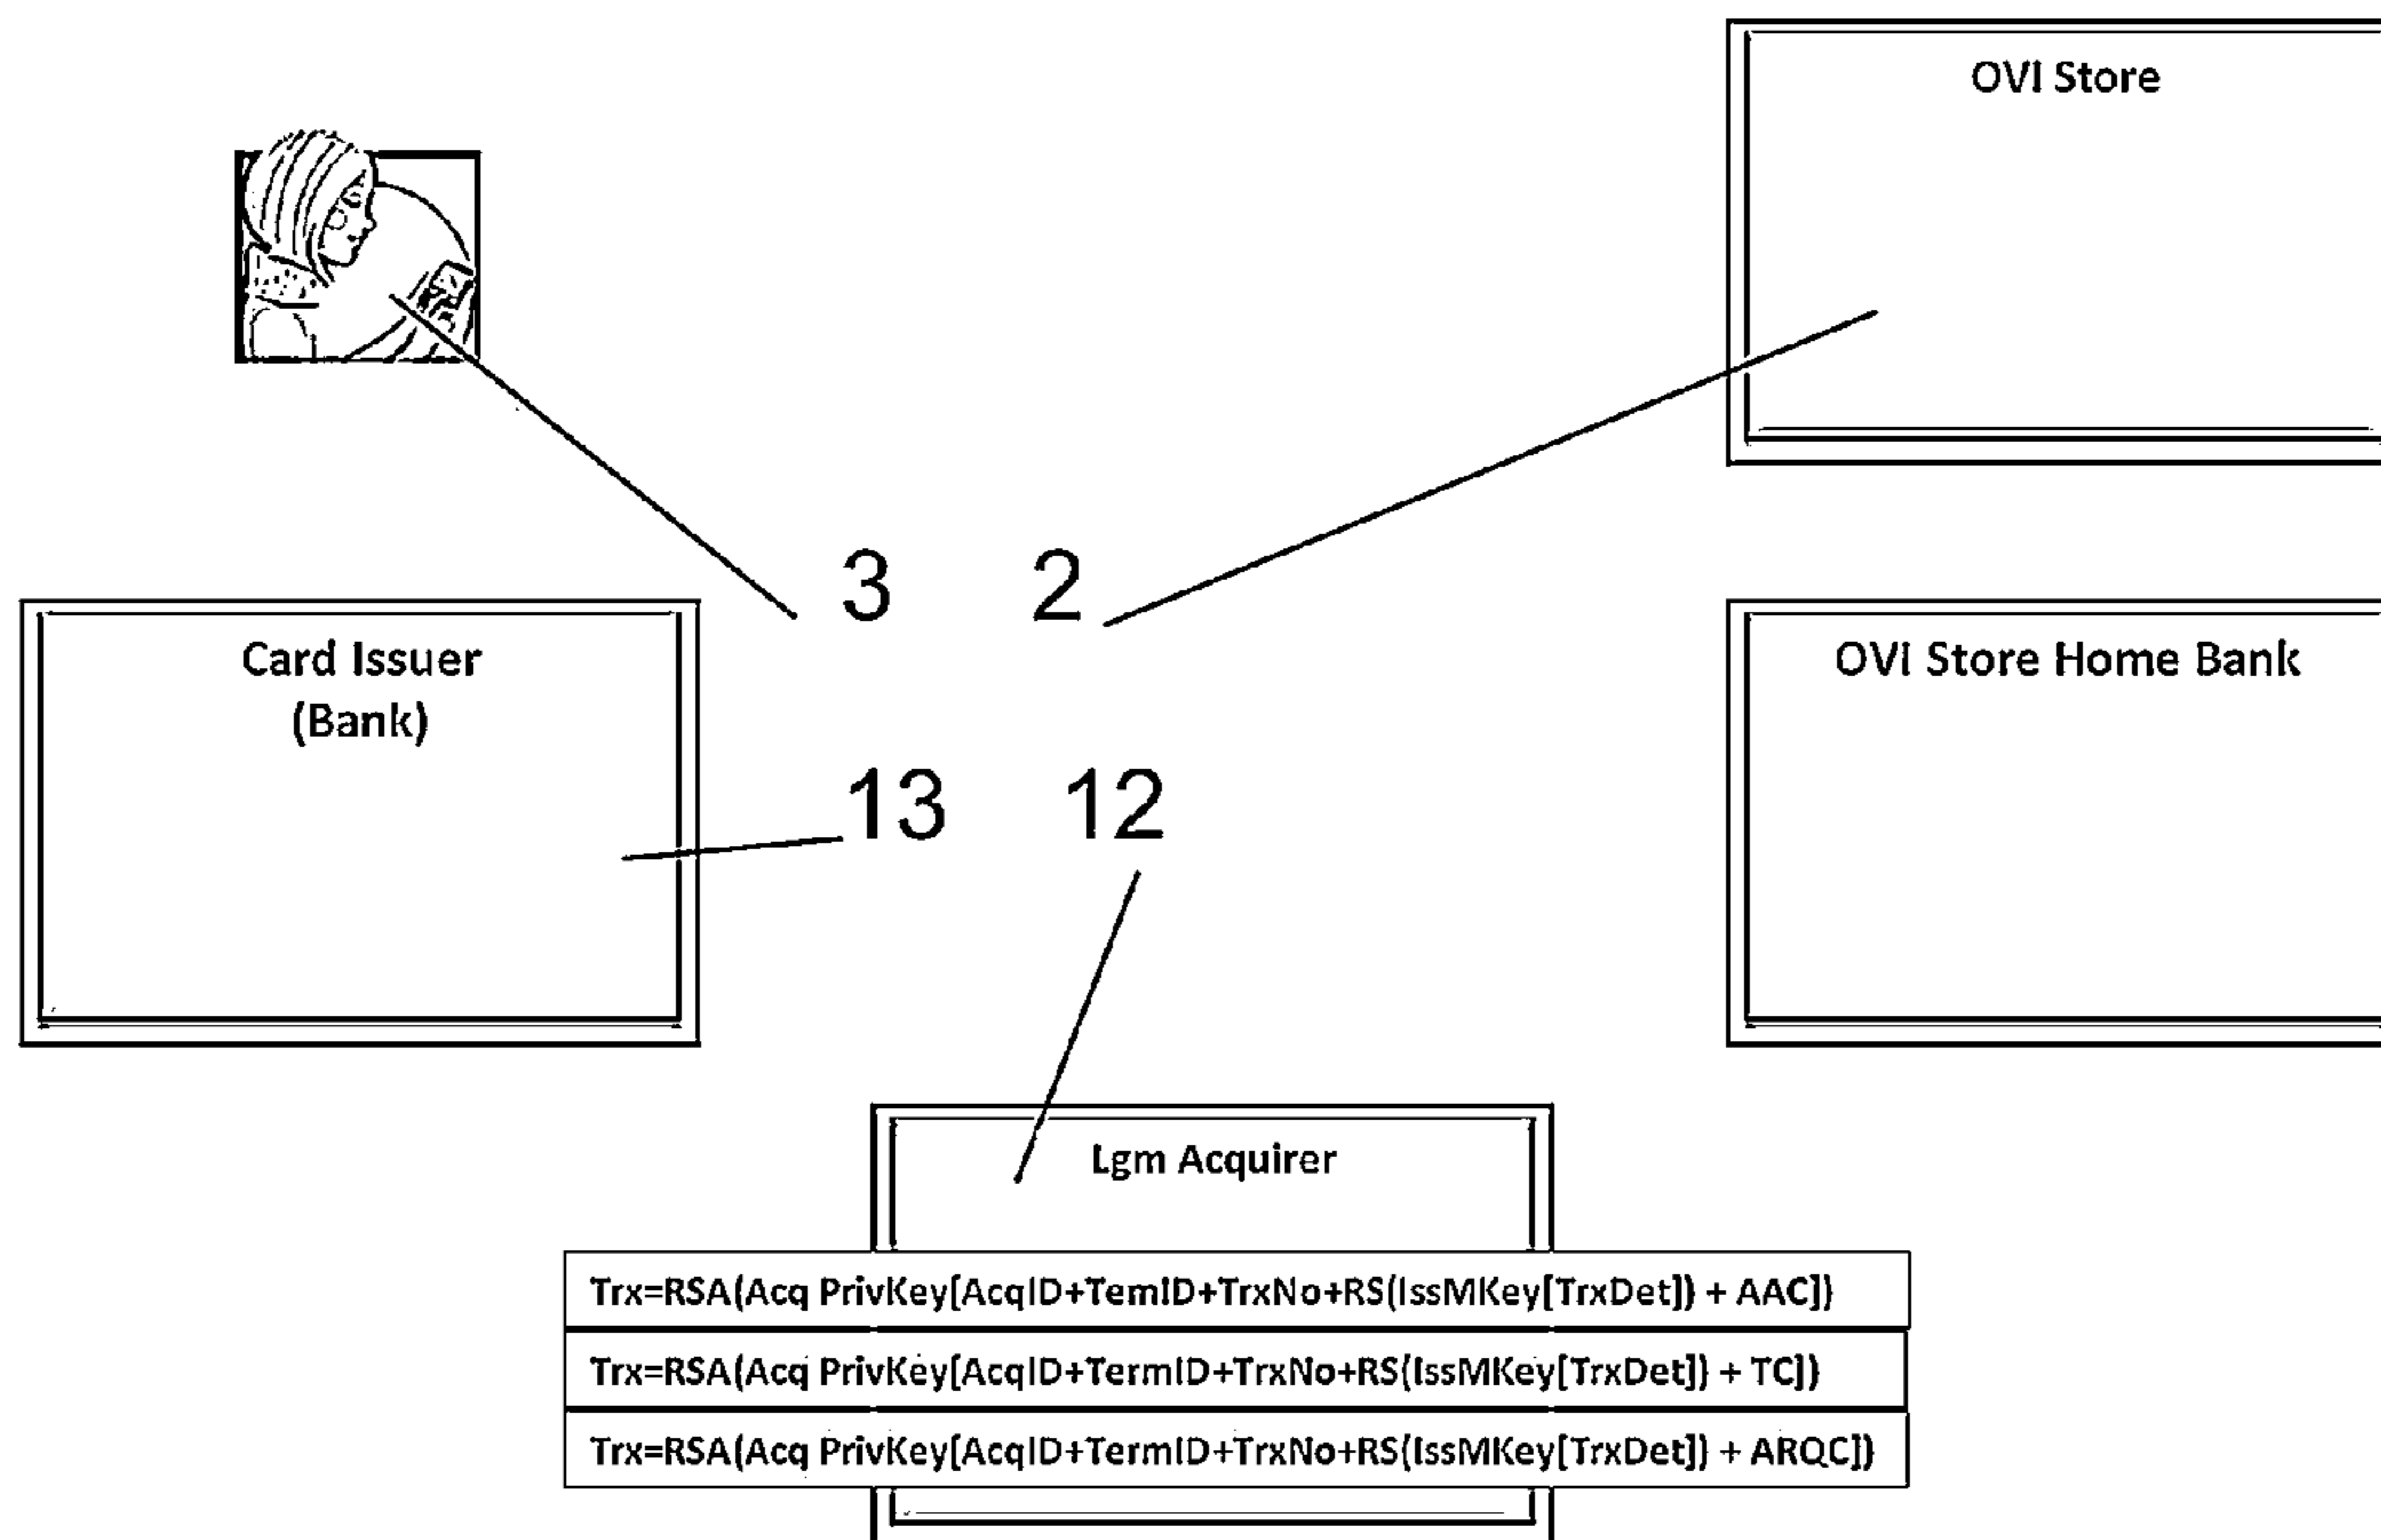 OVI Store
3 2
Card Issuer
(Bank)
OVI Store Home Bank
13 12
Lgm Acquirer
Trx=RSA(Acq PrivKey[AcqID+TemID+TrxNo+RS(IssMKey[TrxDet]) + AAC])
Trx=RSA(Acq PrivKey[AcqID+TermID+TrxNo+RS(IssMKey[TrxDet]) + TC])
Trx=RSA(Acq PrivKey[AcqID+TermID+TrxNo+RS(IssMKey[TrxDet]) + ARQC])